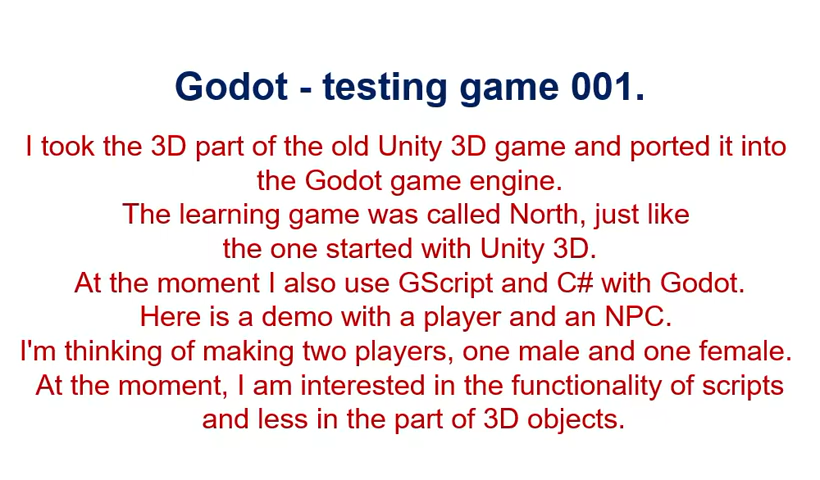 Godot - testing game 001.
I took the 3D part of the old Unity 3D game and ported it into
the Godot game engine.
The learning game was called North, just like
the one started with Unity 3D.
At the moment I also use GScript and C# with Godot.
Here is a demo with a player and an NPC.
I'm thinking of making two players, one male and one female.
At the moment, I am interested in the functionality of scripts
and less in the part of 3D objects.